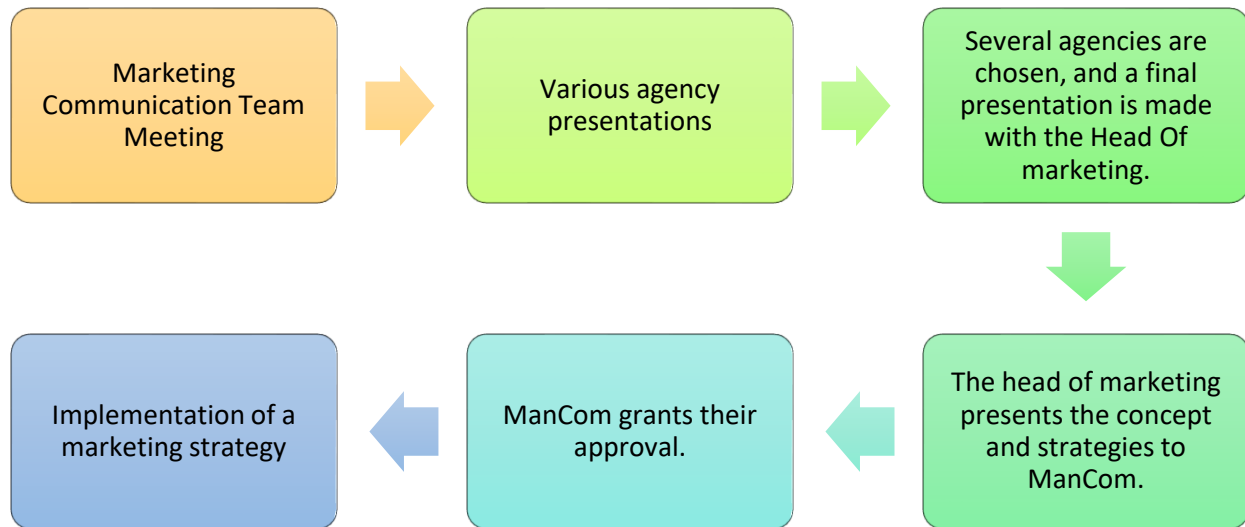 Marketing
Communication Team
Meeting
Various agency
presentations
Several agencies are
chosen, and a final
presentation is made
with the Head Of
marketing.
The head of marketing
presents the concept
and strategies to
ManCom.
ManCom grants their
approval.
Implementation of a
marketing strategy